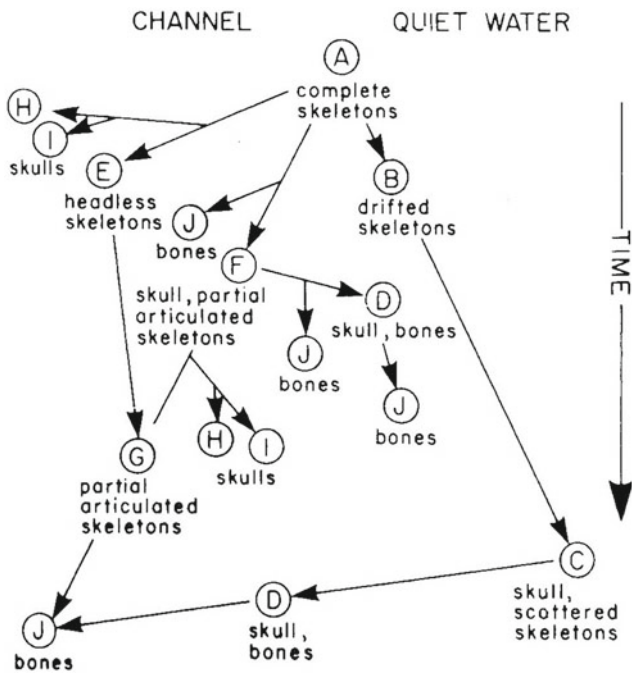 CHANNEL QUIET WATER
A
complete
skeletons
H
I
skulls
E
headless
skeletons
B
drifted
skeletons
J
bones
F
skull, partial
articulated
skeletons
D
skull, bones
J
bones
J
bones
H
I
skulls
G
partial
articulated
skeletons
C
skull,
scattered
skeletons
D
skull,
bones
J
bones
TIME